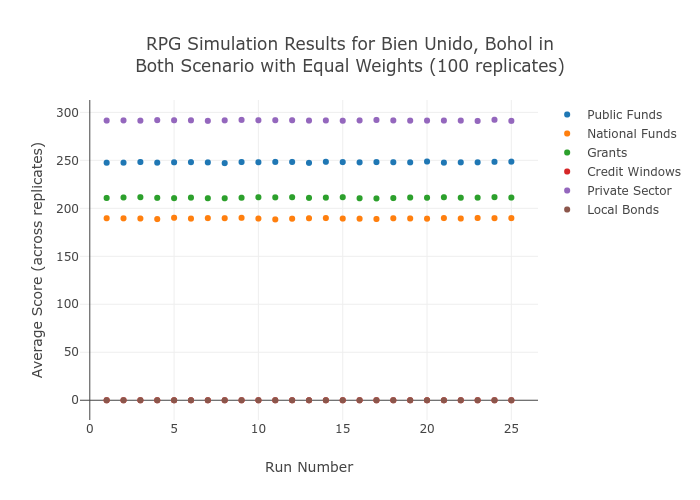 RPG Simulation Results for Bien Unido, Bohol in
Both Scenario with Equal Weights (100 replicates)
Average Score (across replicates)
300
250
200
150
100
50
0
0
5
10
15
20
25
Run Number
Public Funds
National Funds
Grants
Credit Windows
Private Sector
Local Bonds